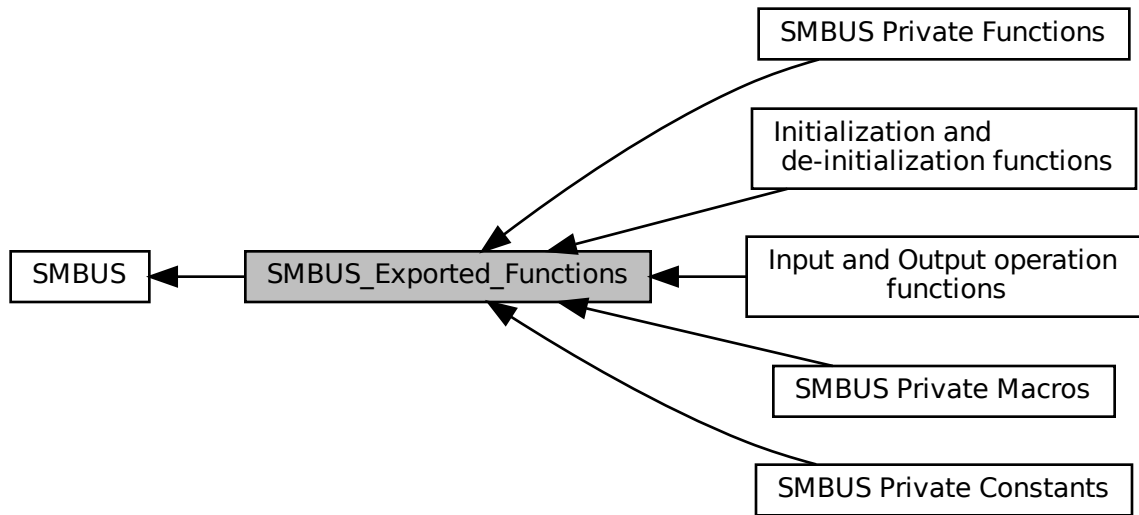 SMBUS Private Functions
Initialization and
de-initialization functions
Input and Output operation
functions
SMBUS
SMBUS_Exported_Functions
SMBUS Private Macros
SMBUS Private Constants